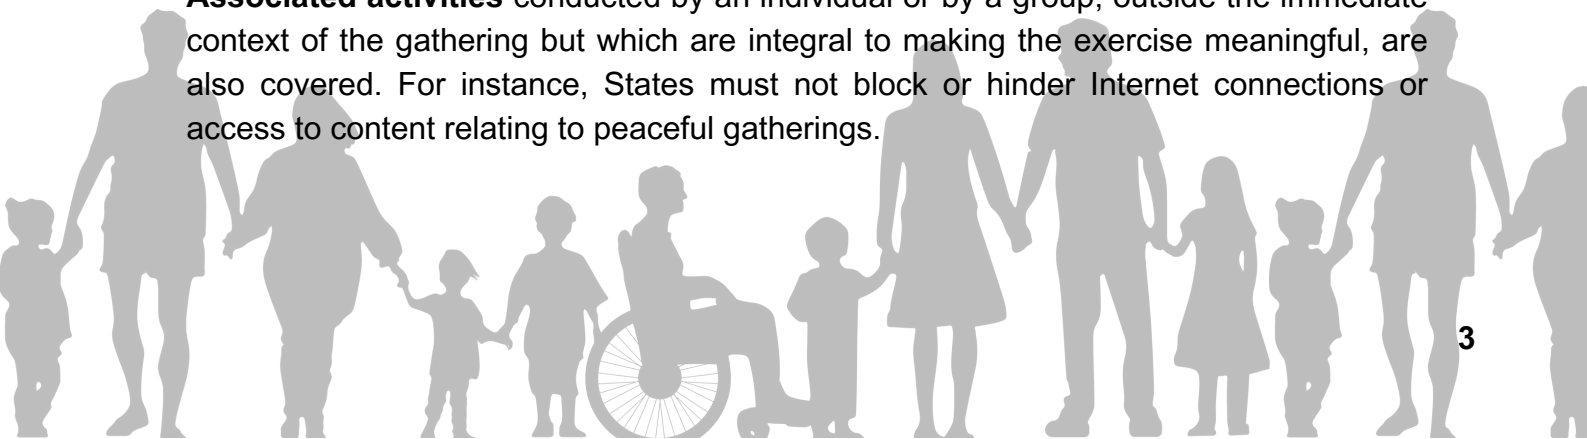 Associated activities conducted by an individual or by a group, outside the immediate
context of the gathering but which are integral to making the exercise meaningful, are
also covered. For instance, States must not block or hinder Internet connections or
access to content relating to peaceful gatherings.
3